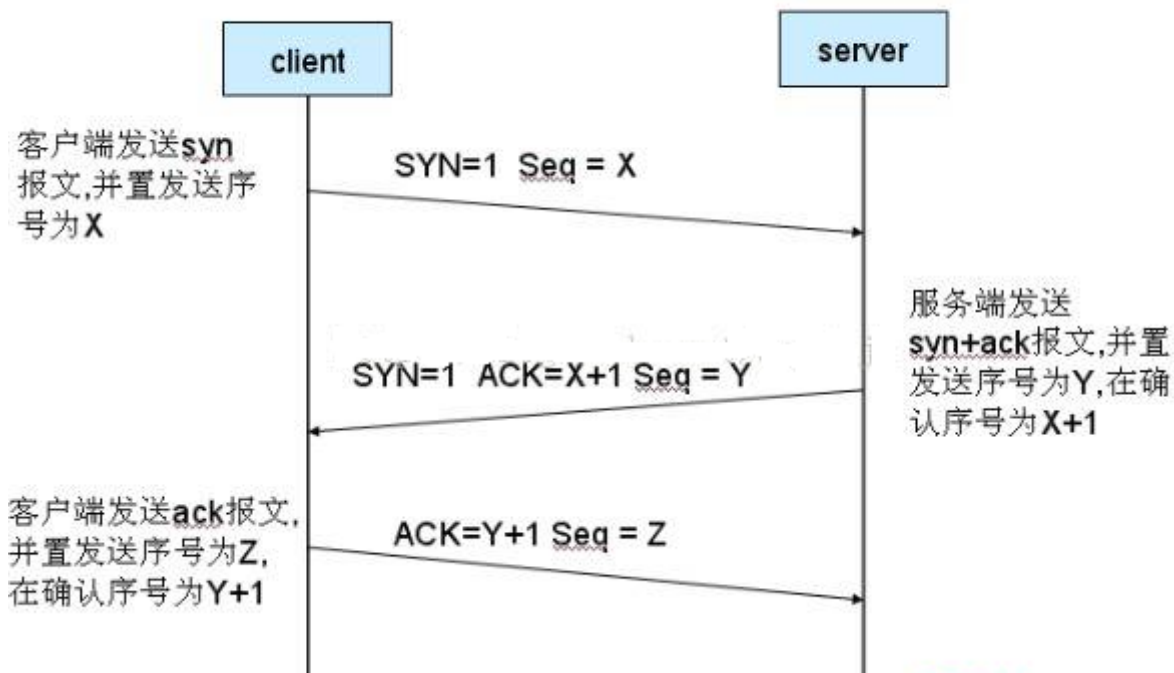 client
server
客户端发送syn
报文,并置发送序
号为X
SYN=1 Seq = X
服务端发送
syn+ack报文,并置
发送序号为Y,在确
认序号为X+1
SYN=1 ACK=X+1 Seq = Y
客户端发送ack报文,
并置发送序号为Z,
在确认序号为Y+1
ACK=Y+1 Seq = Z